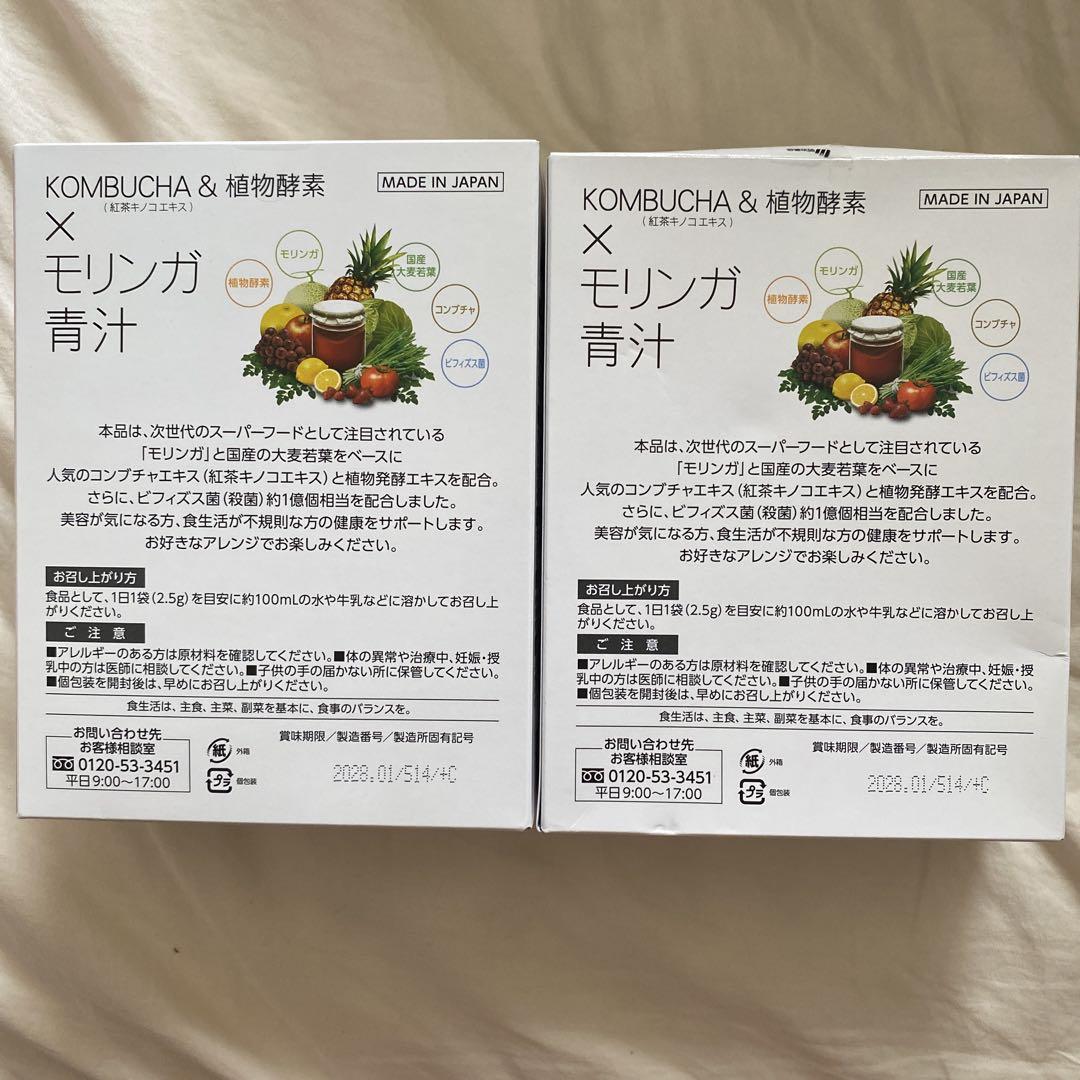 KOMBUCHA & 植物酵素
(紅茶キノコエキス)
MADE IN JAPAN
×
モリンガ
青汁
植物酵素
モリンガ
国産
大麦若葉
コンブチャ
ビフィズス菌
本品は、次世代のスーパーフードとして注目されている
「モリンガ」と国産の大麦若葉をベースに
人気のコンブチャエキス(紅茶キノコエキス)と植物発酵エキスを配合。
さらに、ビフィズス菌(殺菌)約1億個相当を配合しました。
美容が気になる方、食生活が不規則な方の健康をサポートします。
お好きなアレンジでお楽しみください。
お召し上がり方
食品として、1日1袋(2.5g)を目安に約100mLの水や牛乳などに溶かしてお召し上
がりください。
ご注意
■アレルギーのある方は原材料を確認してください。■体の異常や治療中、妊娠・授
乳中の方は医師に相談してください。■子供の手の届かない所に保管してください。
■個包装を開封後は、早めにお召し上がりください。
食生活は、主食、主菜、副菜を基本に、食事のバランスを。
お問い合わせ先
お客様相談室
0120-53-3451
平日9:00〜17:00
紙 外箱
プラ 個包装
賞味期限/製造番号/製造所固有記号
2028.01/514/+C
KOMBUCHA & 植物酵素
(紅茶キノコエキス)
MADE IN JAPAN
×
モリンガ
青汁
植物酵素
モリンガ
国産
大麦若葉
コンブチャ
ビフィズス菌
本品は、次世代のスーパーフードとして注目されている
「モリンガ」と国産の大麦若葉をベースに
人気のコンブチャエキス(紅茶キノコエキス)と植物発酵エキスを配合。
さらに、ビフィズス菌(殺菌)約1億個相当を配合しました。
美容が気になる方、食生活が不規則な方の健康をサポートします。
お好きなアレンジでお楽しみください。
お召し上がり方
食品として、1日1袋(2.5g)を目安に約100mLの水や牛乳などに溶かしてお召し上
がりください。
ご注意
■アレルギーのある方は原材料を確認してください。■体の異常や治療中、妊娠・授
乳中の方は医師に相談してください。■子供の手の届かない所に保管してください。
■個包装を開封後は、早めにお召し上がりください。
食生活は、主食、主菜、副菜を基本に、食事のバランスを。
お問い合わせ先
お客様相談室
0120-53-3451
平日9:00〜17:00
紙 外箱
プラ 個包装
賞味期限/製造番号/製造所固有記号
2028.01/514/+C